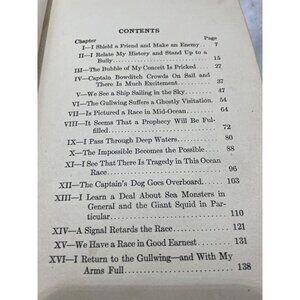 CONTENTS
Chapter Page
I—I Shield a Friend and Make an Enemy 7
II—I Relate My History and Stand Up to a
Bully 15
III—The Bubble of My Conceit Is Pricked 27
IV—Captain Bowditch Crowds On Sail and
There Is Much Excitement 37
V—We See a Ship Sailing in the Sky 47
VI—The Gullwing Suffers a Ghostly Visitation 54
VII—Is Pictured a Race in Mid-Ocean 64
VIII—It Seems That a Prophecy Will Be Ful-
filled 72
IX—I Pass Through Deep Waters 80
X—The Impossible Becomes the Possible 88
XI—I See That There Is Tragedy in This Ocean
Race 96
XII—The Captain's Dog Goes Overboard 103
XIII—I Learn a Deal About Sea Monsters in
General and the Giant Squid in Par-
ticular 110
XIV—A Signal Retards the Race 121
XV—We Have a Race in Good Earnest 131
XVI—I Return to the Gullwing—and With My
Arms Full 138